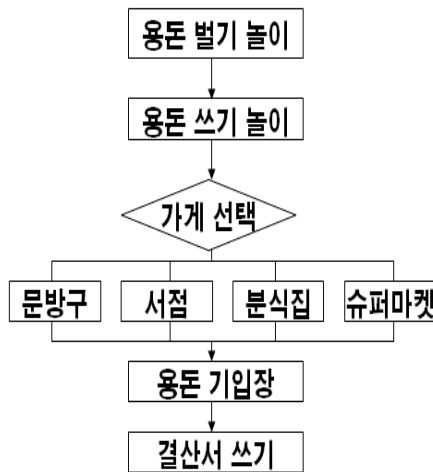 용돈 벌기 놀이
용돈 쓰기 놀이
가게 선택
문방구 서점 분식집 슈퍼마켓
용돈 기입장
결산서 쓰기